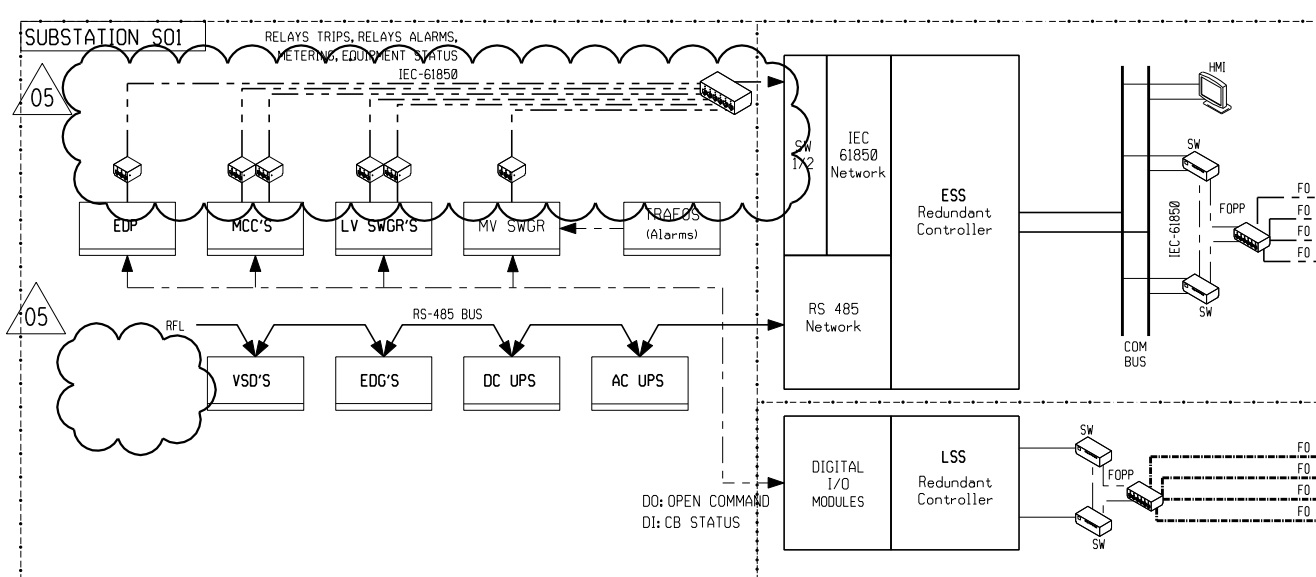 SUBSTATION S01
RELAYS TRIPS, RELAYS ALARMS,
METERING, EQUIPMENT STATUS
IEC-61850
05
EDP
MCC'S
LV SWGR'S
MV SWGR
TRAFOS
(Alarms)
SW
1/2
IEC
61850
Network
ESS
Redundant
Controller
RS 485
Network
HMI
SW
IEC-61850
FOPP
FO
FO
FO
FO
SW
COM
BUS
05
RFL
RS-485 BUS
VSD'S
EDG'S
DC UPS
AC UPS
DO: OPEN COMMAND
DI: CB STATUS
DIGITAL
I/O
MODULES
LSS
Redundant
Controller
SW
FOPP
SW
FO
FO
FO
FO